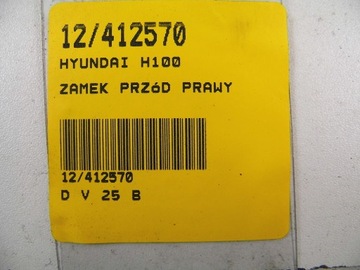 12/412570
HYUNDAI H100
ZAMEK PRZóD PRAWY
12/412570
D V 25 B